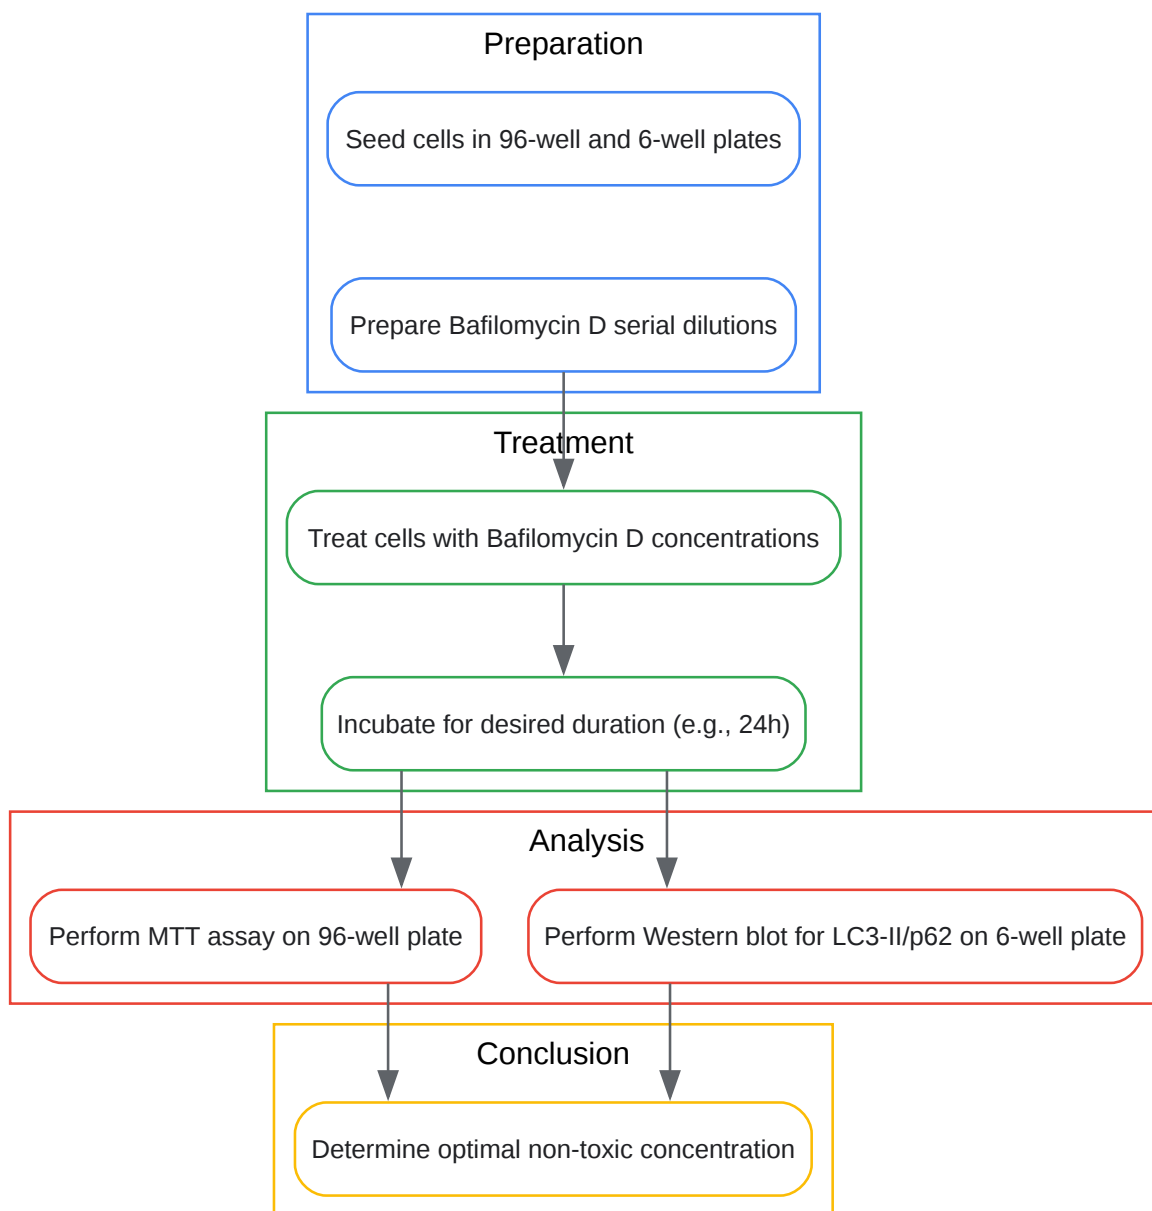 Preparation
Seed cells in 96-well and 6-well plates
Prepare Bafilomycin D serial dilutions
Treatment
Treat cells with Bafilomycin D concentrations
Incubate for desired duration (e.g., 24h)
Analysis
Perform MTT assay on 96-well plate
Perform Western blot for LC3-II/p62 on 6-well plate
Conclusion
Determine optimal non-toxic concentration